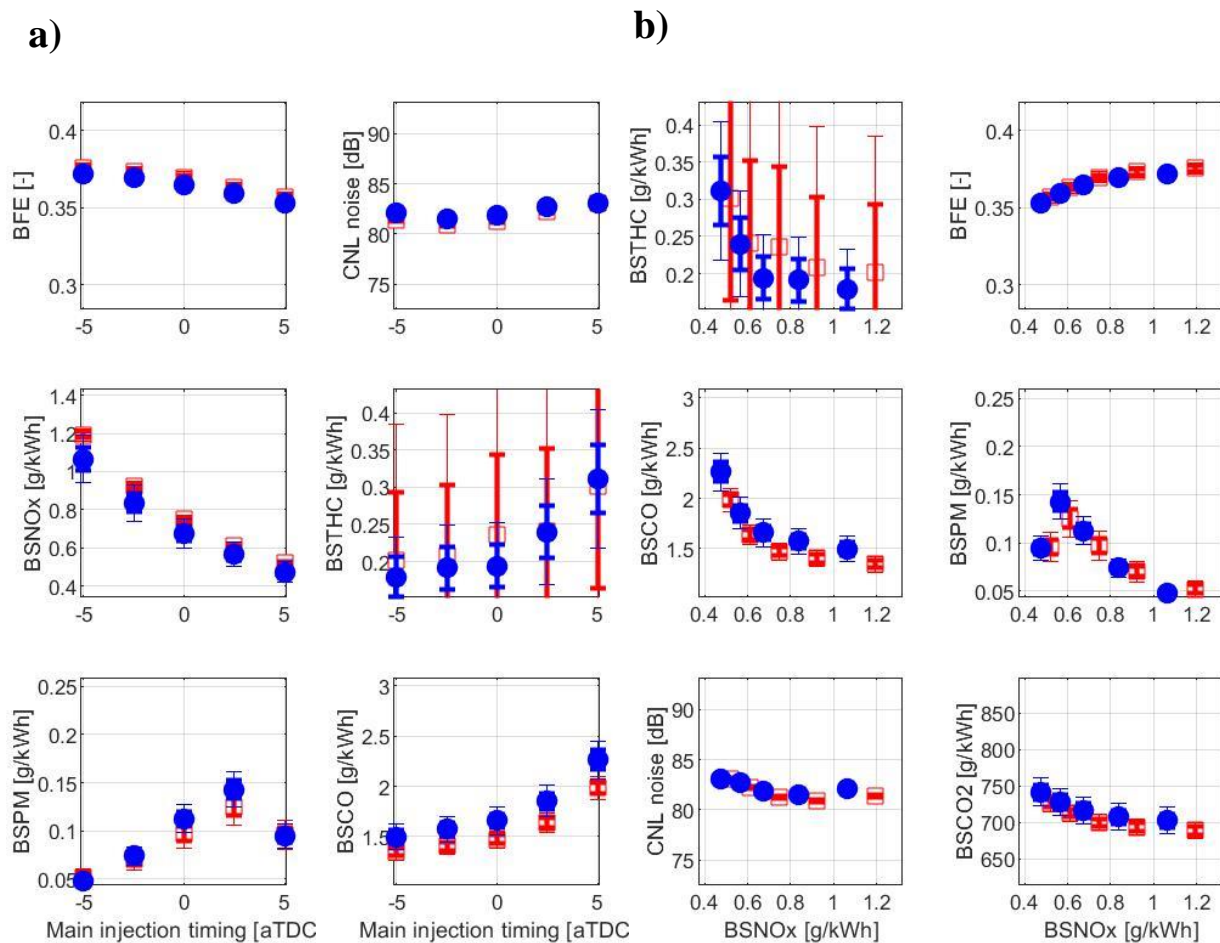 a)
b)
BFE [-]
0.4
0.35
0.3
-5 0 5
CNL noise [dB]
90
85
80
75
-5 0 5
BSTHC [g/kWh]
0.4
0.35
0.3
0.25
0.2
0.4 0.6 0.8 1 1.2
BFE [-]
0.4
0.35
0.3
0.4 0.6 0.8 1 1.2
BSNOx [g/kWh]
1.4
1.2
1
0.8
0.6
0.4
-5 0 5
BSTHC [g/kWh]
0.4
0.35
0.3
0.25
0.2
-5 0 5
BSCO [g/kWh]
3
2.5
2
1.5
0.4 0.6 0.8 1 1.2
BSPM [g/kWh]
0.25
0.2
0.15
0.1
0.05
0.4 0.6 0.8 1 1.2
BSPM [g/kWh]
0.25
0.2
0.15
0.1
0.05
-5 0 5
Main injection timing [aTDC
BSCO [g/kWh]
3
2.5
2
1.5
-5 0 5
Main injection timing [aTDC
CNL noise [dB]
90
85
80
75
0.4 0.6 0.8 1 1.2
BSNOx [g/kWh]
BSCO2 [g/kWh]
850
800
750
700
650
0.4 0.6 0.8 1 1.2
BSNOx [g/kWh]